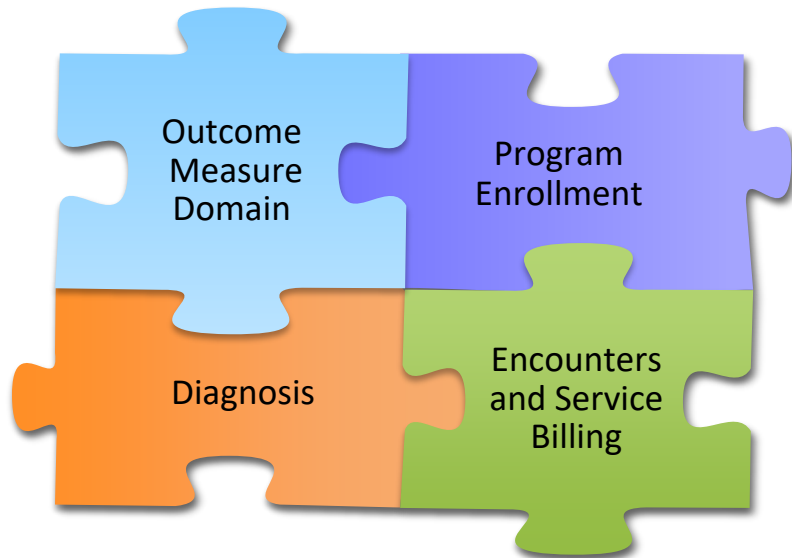 Outcome
Measure
Domain
Program
Enrollment
Diagnosis
Encounters
and Service
Billing